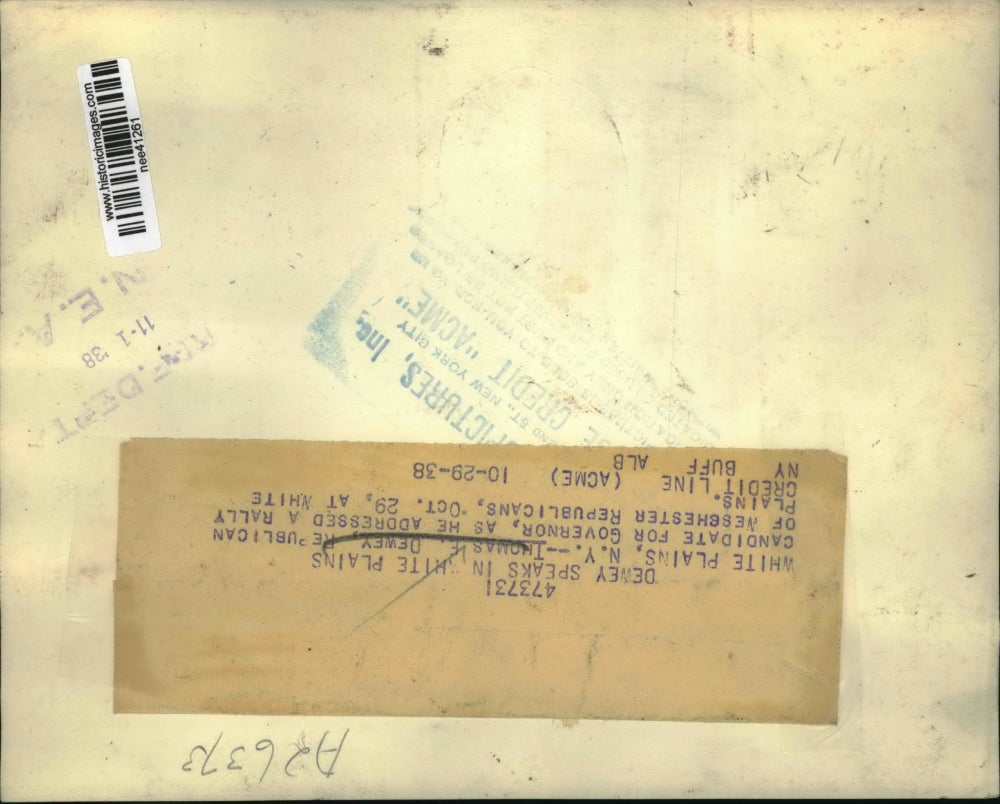 www.historicimages.com
nee41261
N.E.A
11-1 '38
DEPT
PICTURES, Inc.
ST., NEW YORK CITY
CREDIT "ACME"
473731
DEWEY SPEAKS IN WHITE PLAINS
WHITE PLAINS, N.Y.--THOMAS E. DEWEY, REPUBLICAN
CANDIDATE FOR GOVERNOR, AS HE ADDRESSED A RALLY
OF WESCHESTER REPUBLICANS, OCT. 29, AT WHITE
PLAINS.
CREDIT LINE (ACME) 10-29-38
NY BUFF ALB
A26373